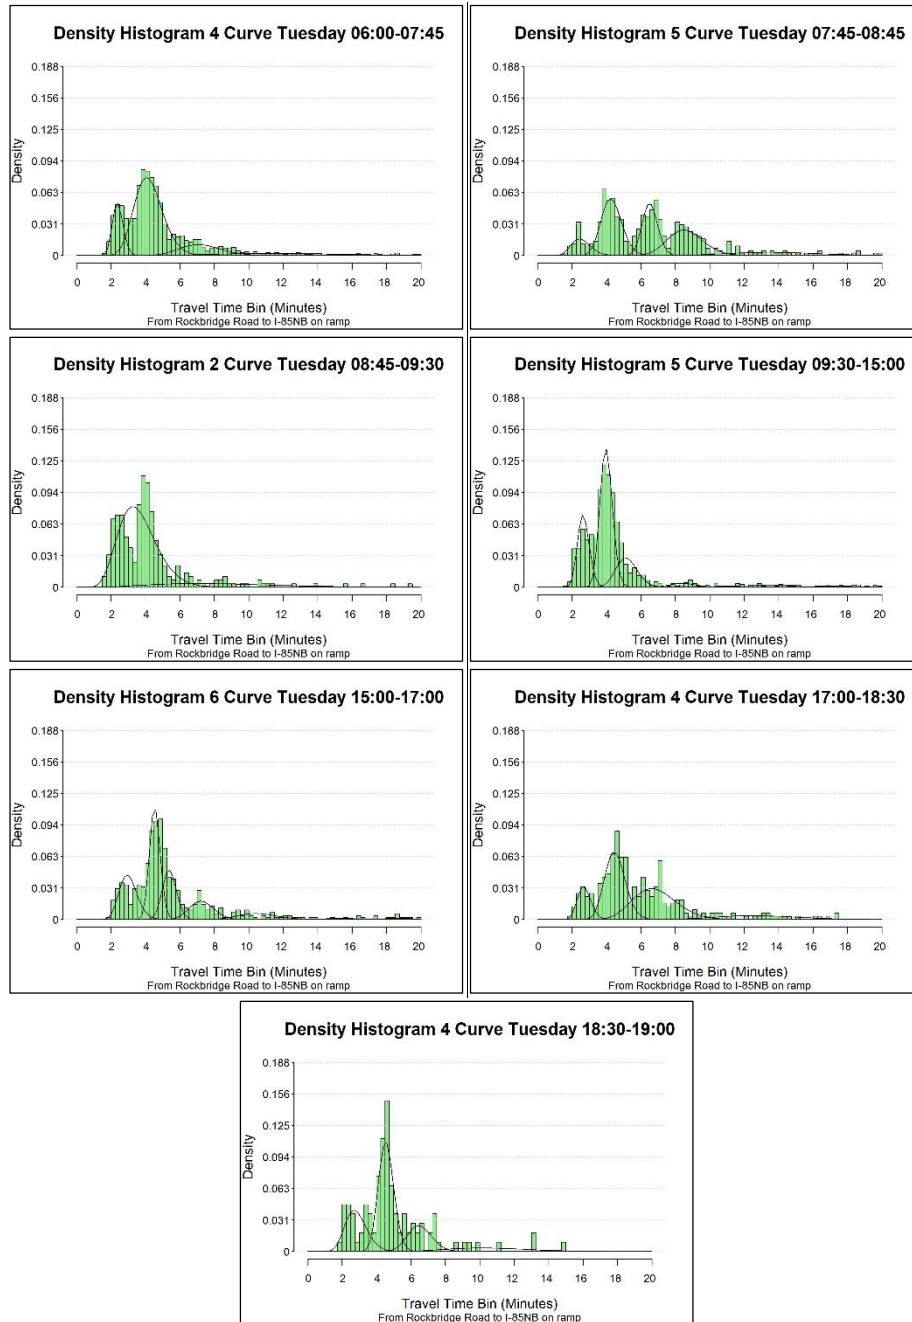 Density Histogram 4 Curve Tuesday 06:00-07:45
0.188
0.156
0.125
0.094
0.063
0.031
0
Density
0 2 4 6 8 10 12 14 16 18 20
Travel Time Bin (Minutes)
From Rockbridge Road to I-85NB on ramp
Density Histogram 5 Curve Tuesday 07:45-08:45
0.188
0.156
0.125
0.094
0.063
0.031
0
Density
0 2 4 6 8 10 12 14 16 18 20
Travel Time Bin (Minutes)
From Rockbridge Road to I-85NB on ramp
Density Histogram 2 Curve Tuesday 08:45-09:30
0.188
0.156
0.125
0.094
0.063
0.031
0
Density
0 2 4 6 8 10 12 14 16 18 20
Travel Time Bin (Minutes)
From Rockbridge Road to I-85NB on ramp
Density Histogram 5 Curve Tuesday 09:30-15:00
0.188
0.156
0.125
0.094
0.063
0.031
0
Density
0 2 4 6 8 10 12 14 16 18 20
Travel Time Bin (Minutes)
From Rockbridge Road to I-85NB on ramp
Density Histogram 6 Curve Tuesday 15:00-17:00
0.188
0.156
0.125
0.094
0.063
0.031
0
Density
0 2 4 6 8 10 12 14 16 18 20
Travel Time Bin (Minutes)
From Rockbridge Road to I-85NB on ramp
Density Histogram 4 Curve Tuesday 17:00-18:30
0.188
0.156
0.125
0.094
0.063
0.031
0
Density
0 2 4 6 8 10 12 14 16 18 20
Travel Time Bin (Minutes)
From Rockbridge Road to I-85NB on ramp
Density Histogram 4 Curve Tuesday 18:30-19:00
0.188
0.156
0.125
0.094
0.063
0.031
0
Density
0 2 4 6 8 10 12 14 16 18 20
Travel Time Bin (Minutes)
From Rockbridge Road to I-85NB on ramp